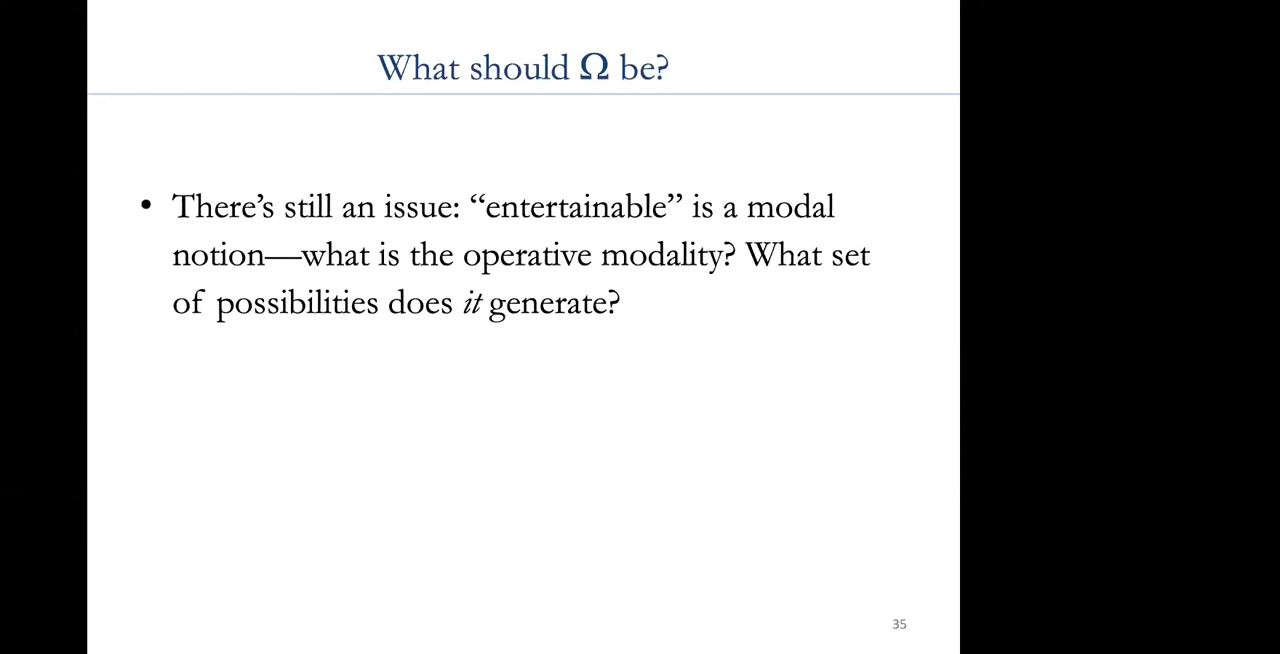 What should Ω be?
• There’s still an issue: “entertainable” is a modal
notion—what is the operative modality? What set
of possibilities does it generate?
35